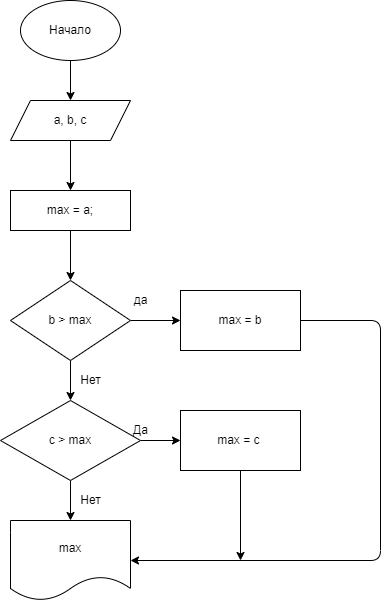 Начало
a, b, c
max = a;
b > max
да
max = b
Нет
c > max
Да
max = c
Нет
max